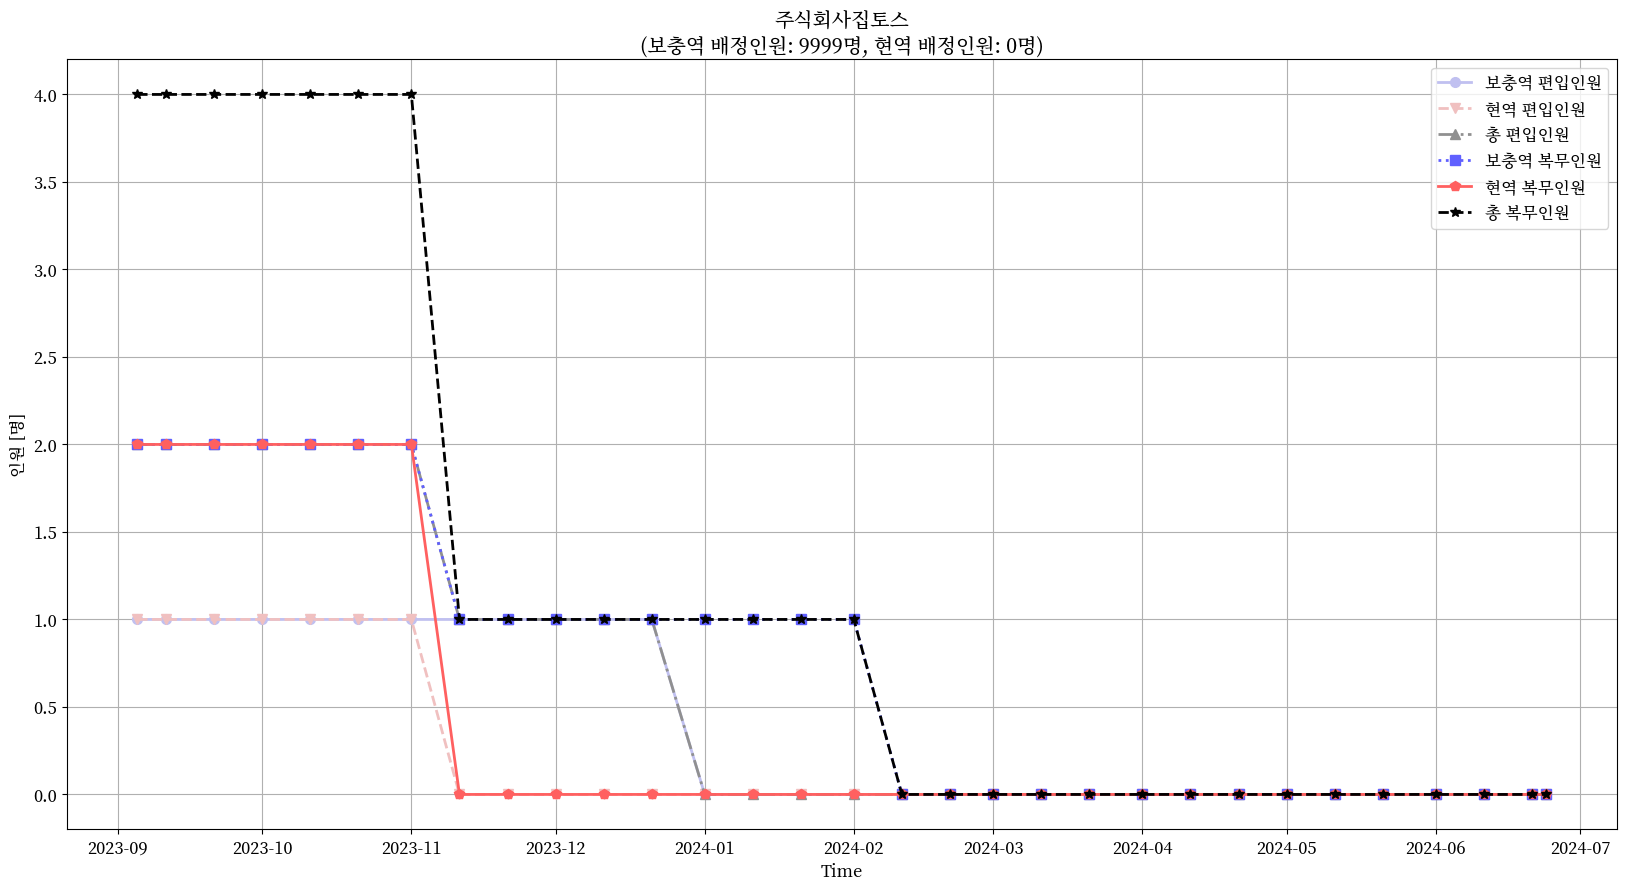 주식회사집토스
(보충역 배정인원: 9999명, 현역 배정인원: 0명)
보충역 편입인원
현역 편입인원
총 편입인원
보충역 복무인원
현역 복무인원
총 복무인원
인원 [명]
4.0
3.5
3.0
2.5
2.0
1.5
1.0
0.5
0.0
2023-09
2023-10
2023-11
2023-12
2024-01
2024-02
2024-03
2024-04
2024-05
2024-06
2024-07
Time